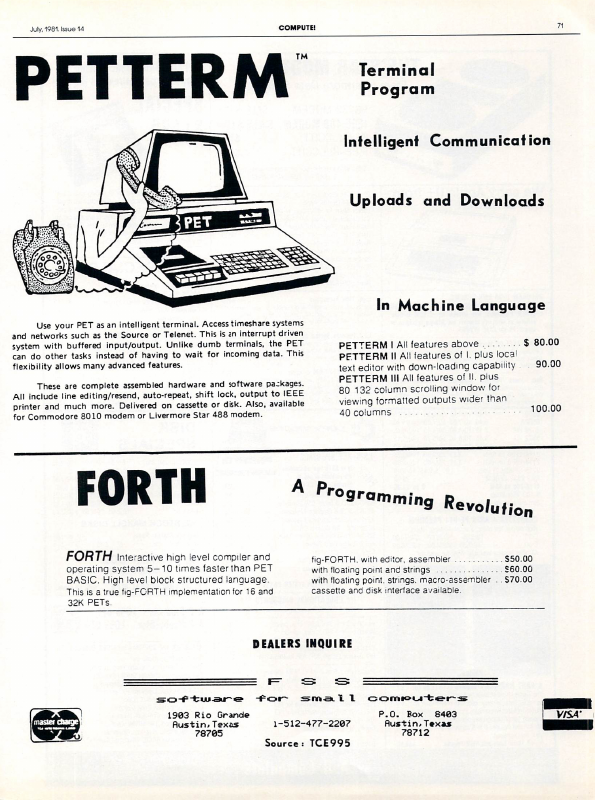 July, 1981. Issue 14
COMPUTE!
71
PETTERM™
Terminal
Program
Intelligent Communication
Uploads and Downloads
In Machine Language
PET
Use your PET as an intelligent terminal. Access timeshare systems
and networks such as the Source or Telenet. This is an interrupt driven
system with buffered input/output. Unlike dumb terminals, the PET
can do other tasks instead of having to wait for incoming data. This
flexibility allows many advanced features.
These are complete assembled hardware and software packages.
All include line editing/resend, auto-repeat, shift lock, output to IEEE
printer and much more. Delivered on cassette or disk. Also, available
for Commodore 8010 modem or Livermore Star 488 modem.
PETTERM I All features above ........ $ 80.00
PETTERM II All features of I. plus local
text editor with down-loading capability .. 90.00
PETTERM III All features of II. plus
80 132 column scrolling window for
viewing formatted outputs wider than
40 columns ........................ 100.00
FORTH
A Programming Revolution
FORTH Interactive high level compiler and
operating system 5–10 times faster than PET
BASIC. High level block structured language.
This is a true fig-FORTH implementation for 16 and
32K PETs.
fig-FORTH, with editor, assembler ........... $50.00
with floating point and strings .............. $60.00
with floating point, strings, macro-assembler .. $70.00
cassette and disk interface available.
DEALERS INQUIRE
F S S
software for small computers
1903 Rio Grande
Austin, Texas
78705
1-512-477-2207
P.O. Box 8403
Austin, Texas
78712
Source: TCE995
master charge
VISA